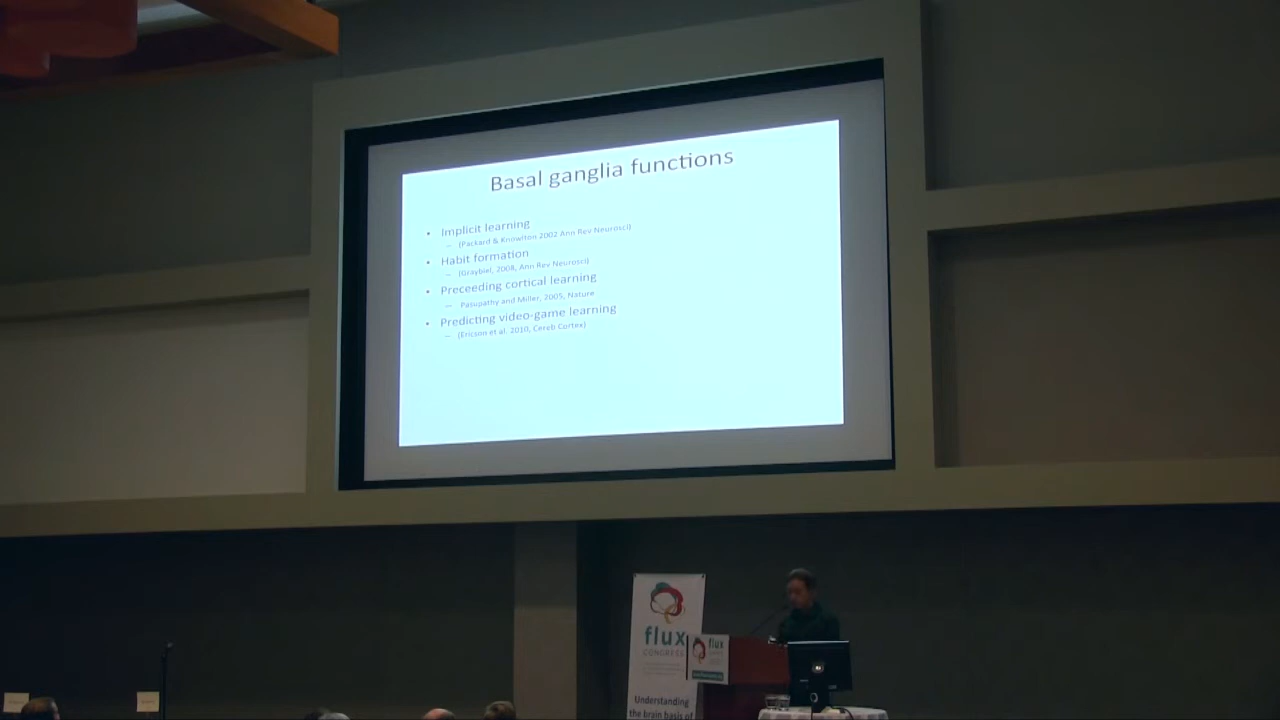 Basal ganglia functions
• Implicit learning
– (Packard & Knowlton 2002 Ann Rev Neurosci)
• Habit formation
– (Graybiel, 2008, Ann Rev Neurosci)
• Preceeding cortical learning
– Pasupathy and Miller, 2005, Nature
• Predicting video-game learning
– (Ericson et al, 2010, Cereb Cortex)
flux
CONGRESS
flux
Understanding
the brain basis of